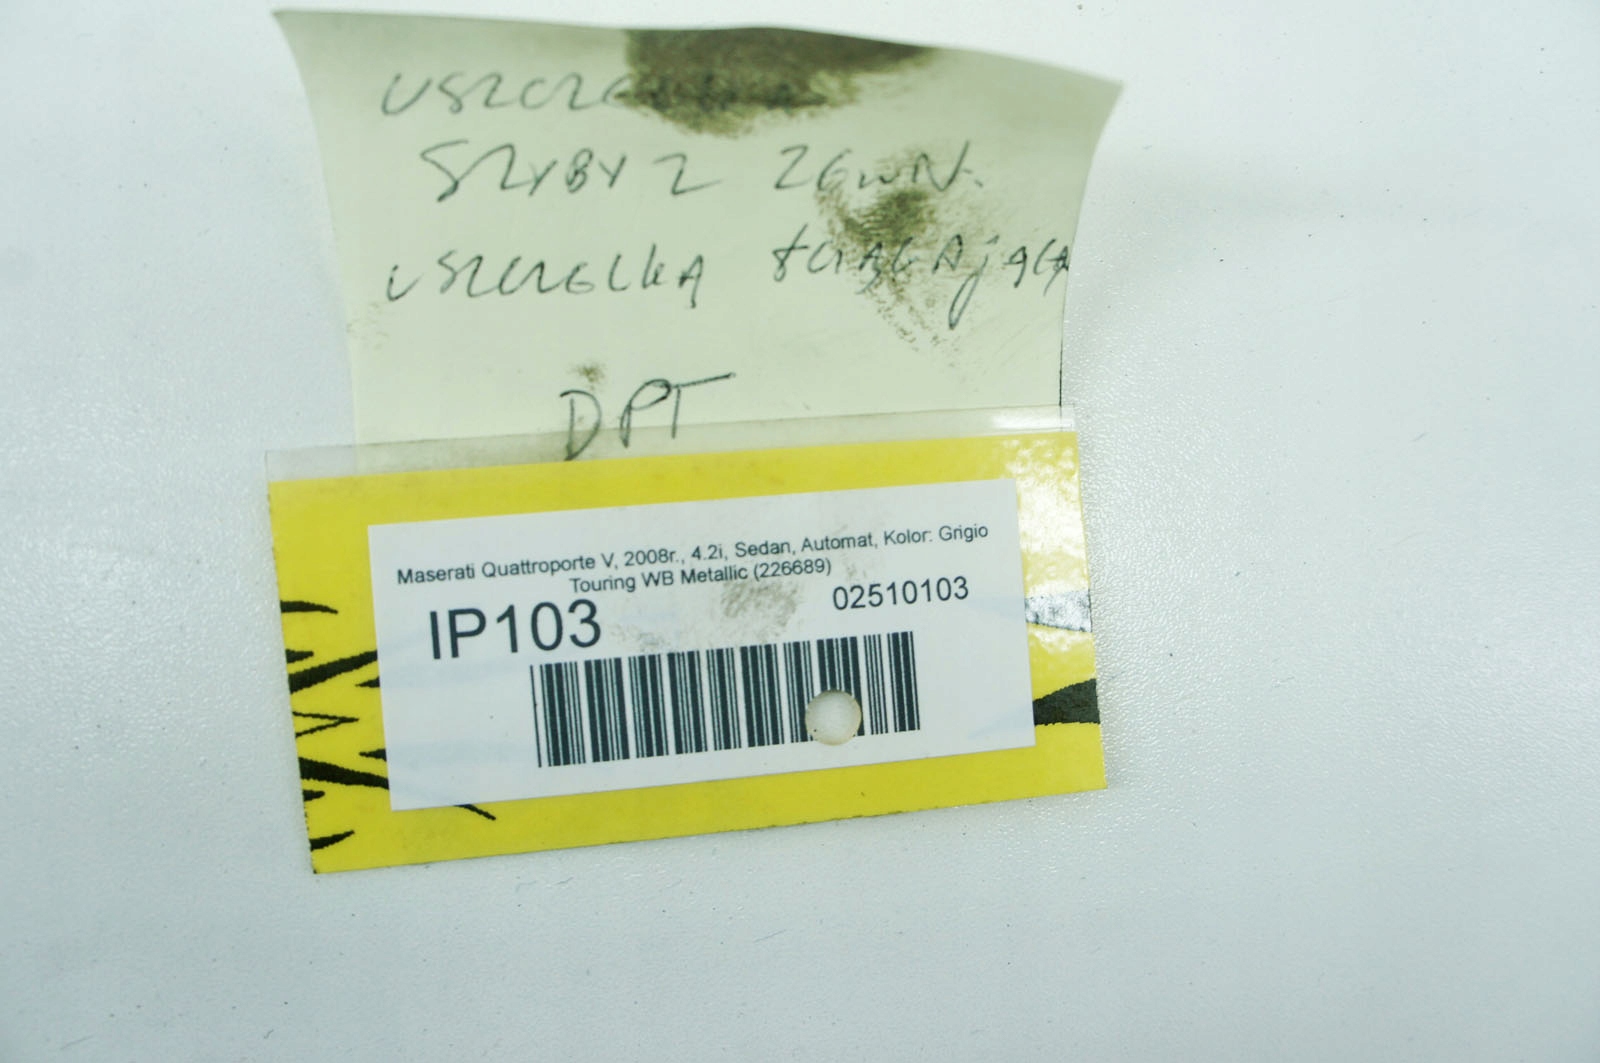 SZYBY Z ZEWN.
USZCZELKA ŚCIĄGAJĄCA
DPT
Maserati Quattroporte V, 2008r., 4.2i, Sedan, Automat, Kolor: Grigio
Touring WB Metallic (226689)
IP103
02510103